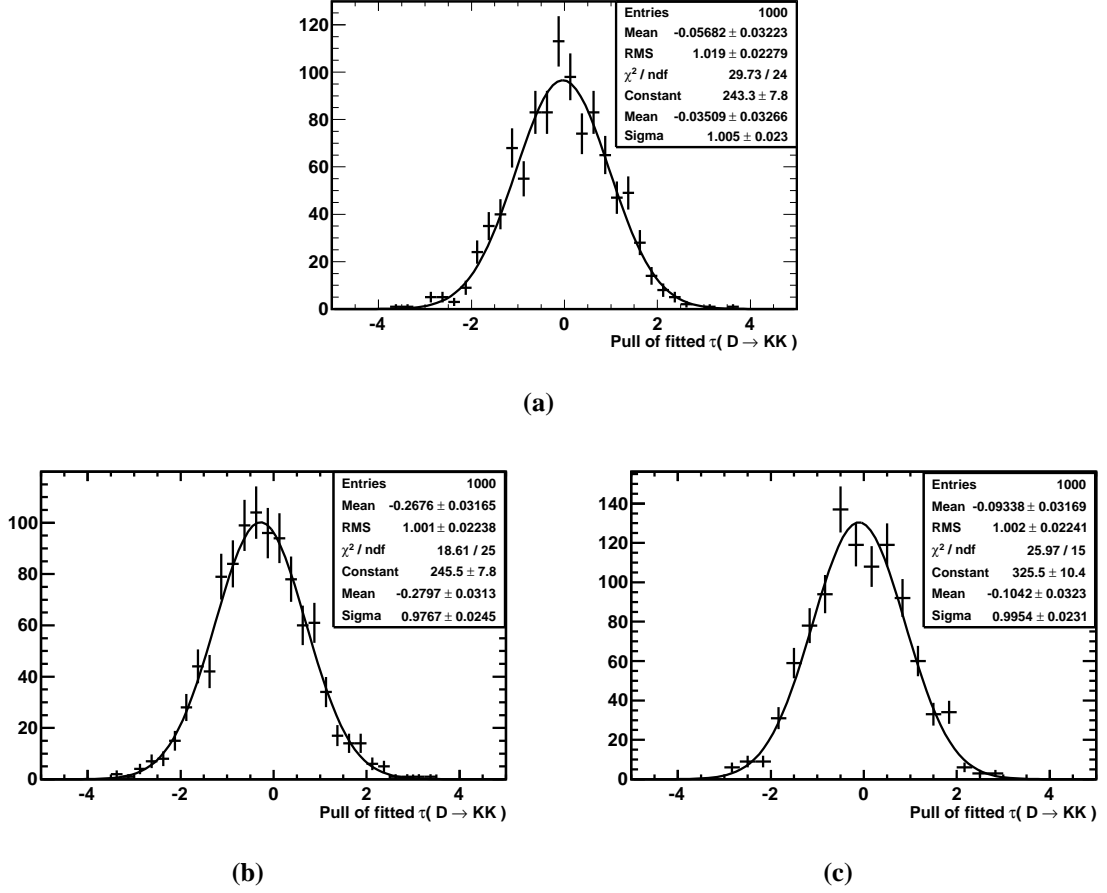 Entries 1000
Mean -0.05682 ± 0.03223
RMS 1.019 ± 0.02279
χ² / ndf 29.73 / 24
Constant 243.3 ± 7.8
Mean -0.03509 ± 0.03266
Sigma 1.005 ± 0.023
120
100
80
60
40
20
0
-4 -2 0 2 4
Pull of fitted τ( D → KK )
(a)
Entries 1000
Mean -0.2676 ± 0.03165
RMS 1.001 ± 0.02238
χ² / ndf 18.61 / 25
Constant 245.5 ± 7.8
Mean -0.2797 ± 0.0313
Sigma 0.9767 ± 0.0245
100
80
60
40
20
0
-4 -2 0 2 4
Pull of fitted τ( D → KK )
(b)
Entries 1000
Mean -0.09338 ± 0.03169
RMS 1.002 ± 0.02241
χ² / ndf 25.97 / 15
Constant 325.5 ± 10.4
Mean -0.1042 ± 0.0323
Sigma 0.9954 ± 0.0231
140
120
100
80
60
40
20
0
-4 -2 0 2 4
Pull of fitted τ( D → KK )
(c)